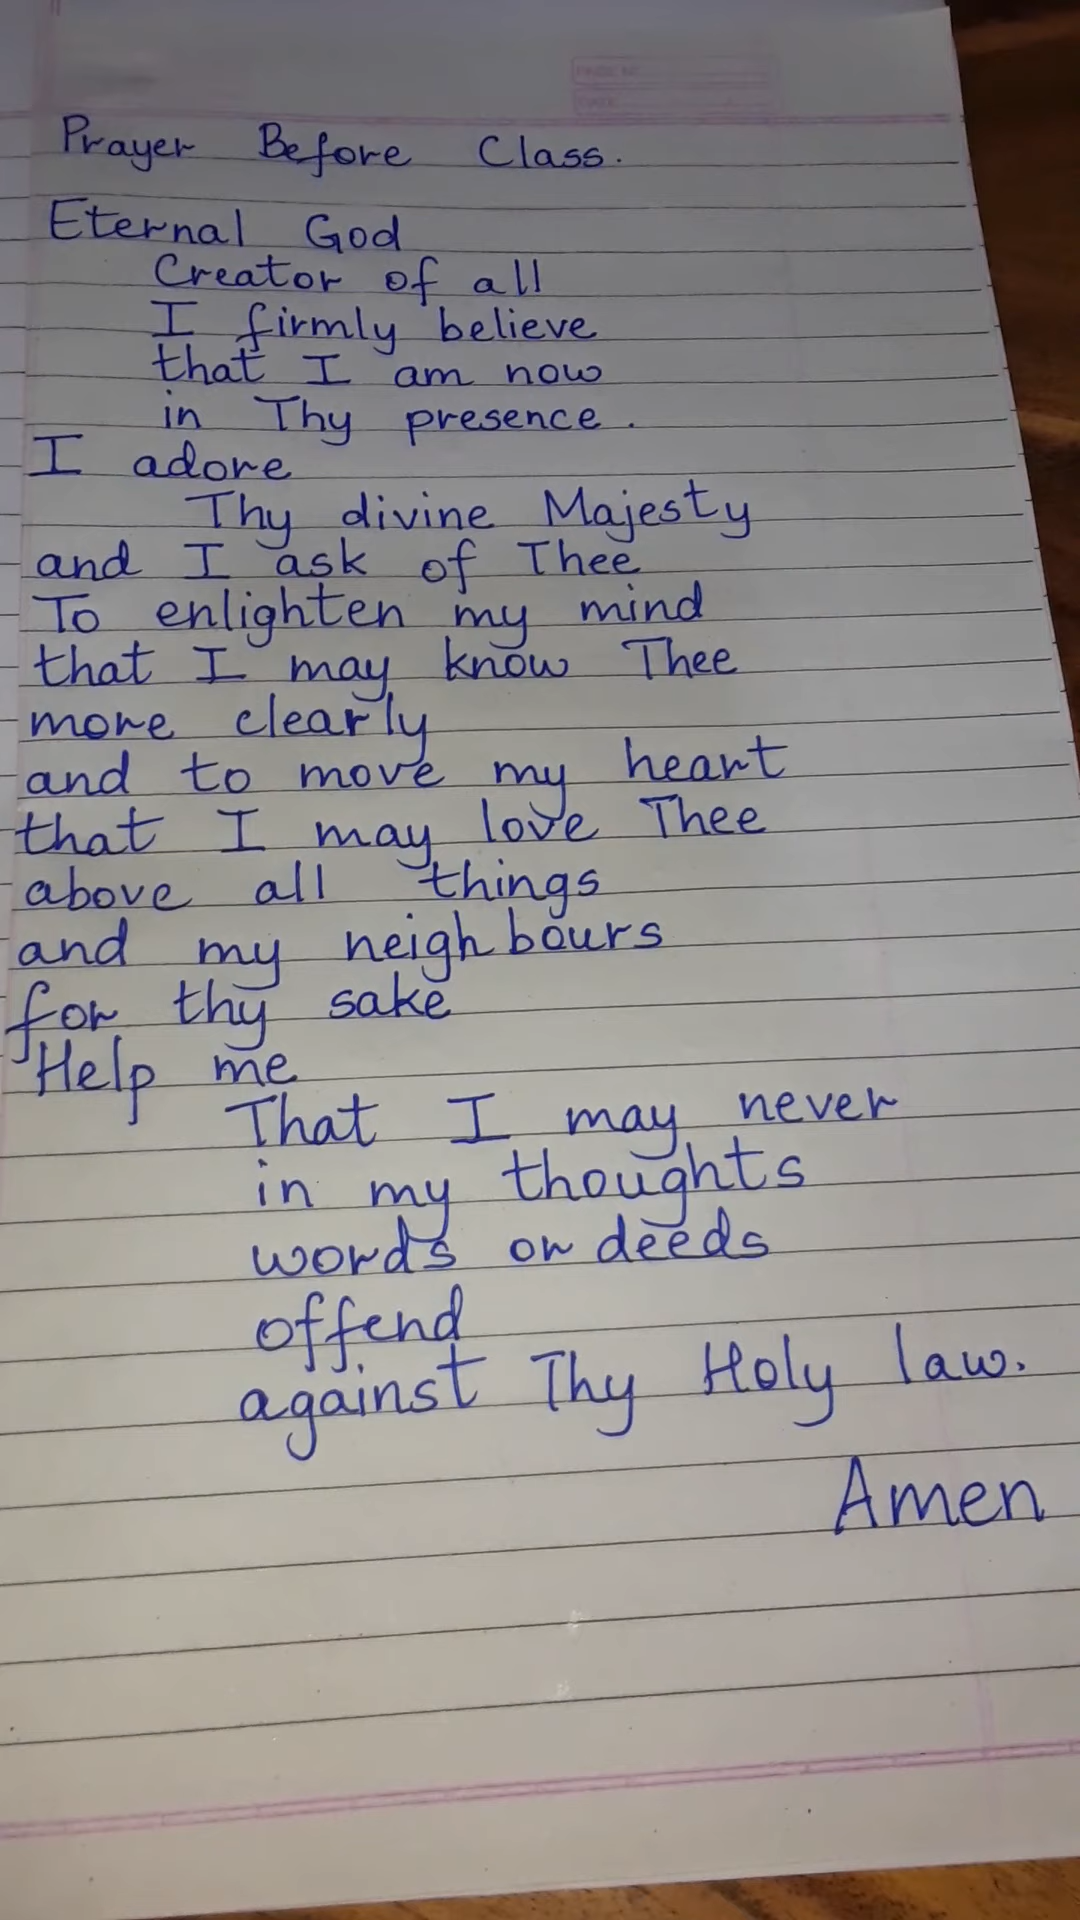 Prayer Before Class.
Eternal God
Creator of all
I firmly believe
that I am now
in Thy presence.
I adore
Thy divine Majesty
and I ask of Thee
To enlighten my mind
that I may know Thee
more clearly
and to move my heart
that I may love Thee
above all things
and my neighbours
for thy sake
Help me
That I may never
in my thoughts
words or deeds
offend
against Thy Holy law.
Amen